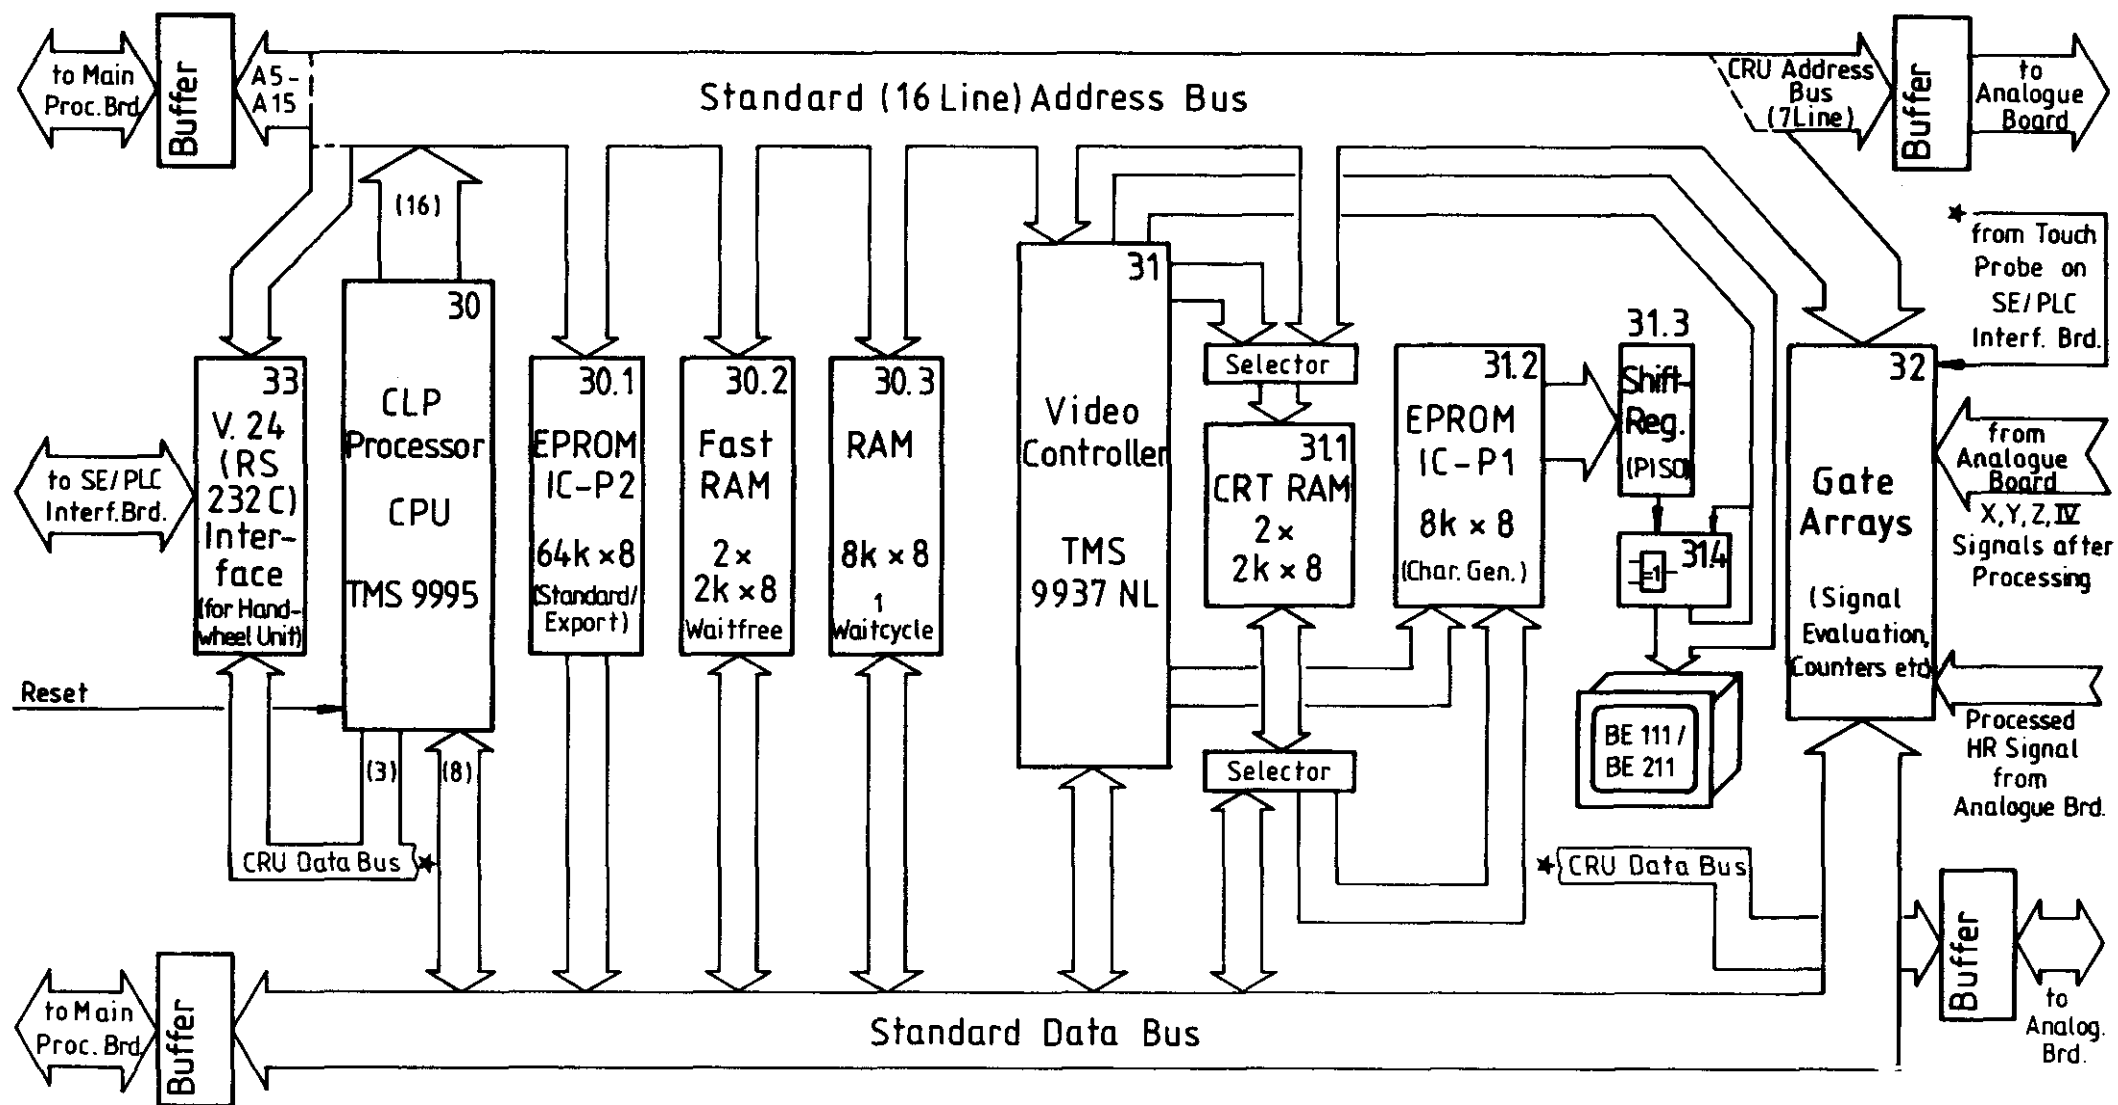 to Main
Proc. Brd.
Buffer
A5-
A15
Standard (16 Line) Address Bus
CRU Address
Bus
(7Line)
Buffer
to
Analogue
Board
(16)
★
from Touch
Probe on
SE/PLC
Interf. Brd.
33
V. 24
(RS
232C)
Inter-
face
(for Hand-
wheel Unit)
to SE/PLC
Interf.Brd.
30
CLP
Processor
CPU
TMS 9995
30.1
EPROM
IC-P2
64k ×8
(Standard/
Export)
30.2
Fast
RAM
2×
2k ×8
Waitfree
30.3
RAM
8k ×8
1
Waitcycle
31
Video
Controller
TMS
9937 NL
Selector
31.1
CRT RAM
2×
2k ×8
Selector
31.2
EPROM
IC-P1
8k ×8
(Char. Gen.)
31.3
Shift-
Reg.
(PISO)
31.4
=1
BE 111/
BE 211
32
Gate
Arrays
(Signal
Evaluation,
Counters etc)
from
Analogue
Board
X,Y,Z,IV
Signals after
Processing
Processed
HR Signal
from
Analogue Brd.
Reset
(3)
(8)
CRU Data Bus ★
★ CRU Data Bus
to Main
Proc. Brd.
Buffer
Standard Data Bus
Buffer
to
Analog.
Brd.